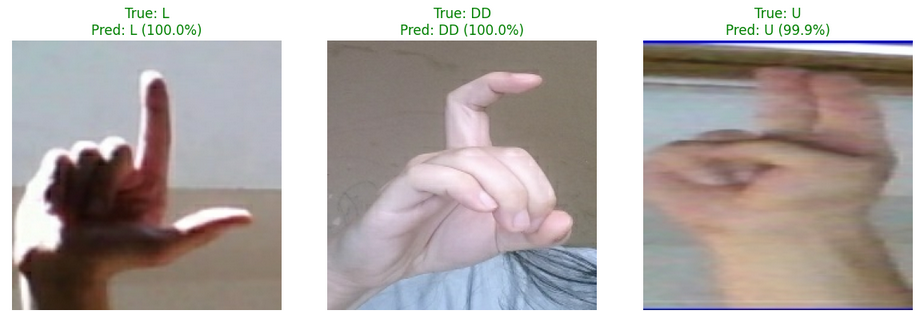 True: L
Pred: L (100.0%)
True: DD
Pred: DD (100.0%)
True: U
Pred: U (99.9%)